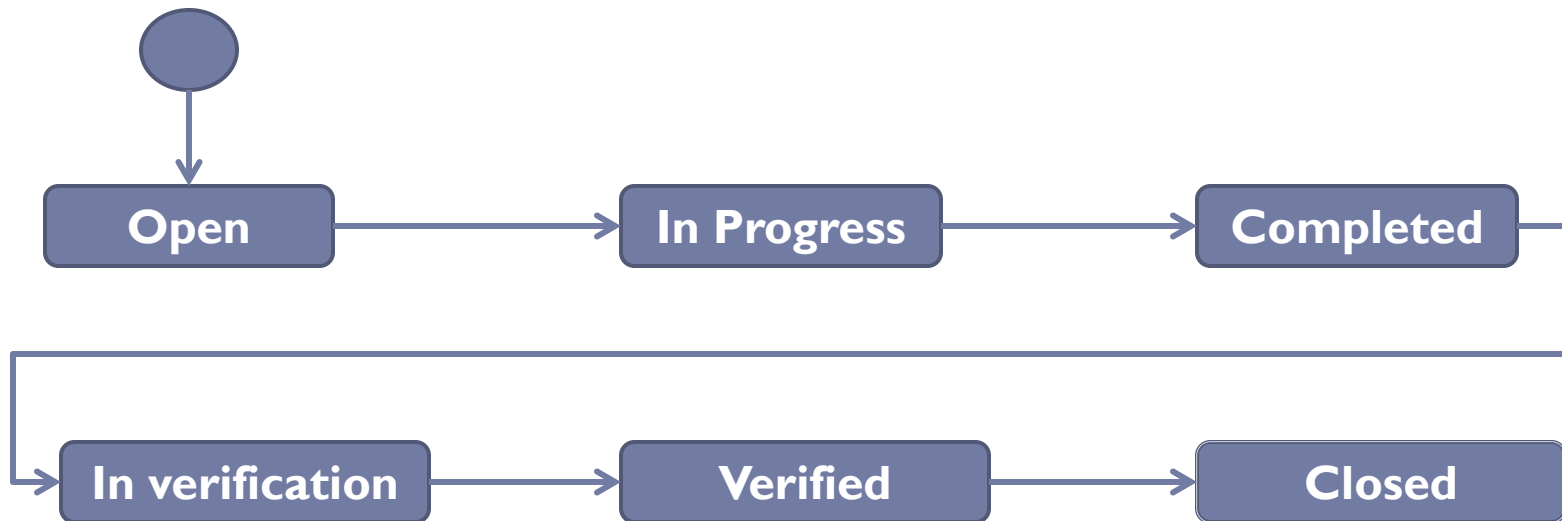 Open
In Progress
Completed
In verification
Verified
Closed